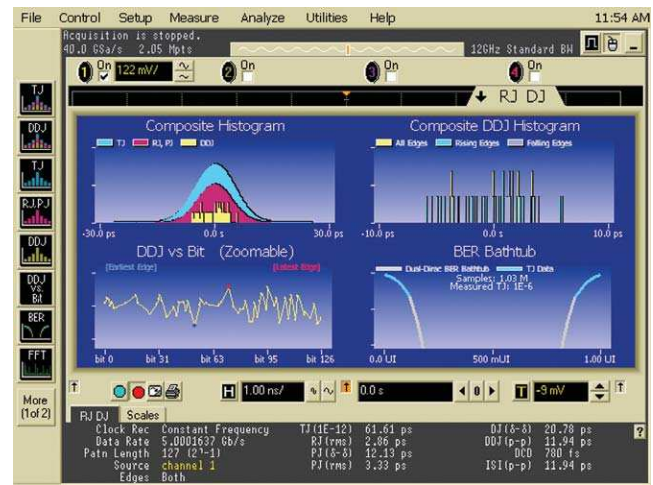 File Control Setup Measure Analyze Utilities Help 11:54 AM
Acquisition is stopped.
40.0 GSa/s 2.05 Mpts 12GHz Standard BW
1 On 122 mV/ 2 On 3 On 4 On
RJ DJ
TJ
DDJ
TJ
RJ,PJ
DDJ
DDJ vs. Bit
BER
FFT
More (1of 2)
Composite Histogram
TJ RJ, PJ DDJ
-30.0 ps 0.0 s 30.0 ps
Composite DDJ Histogram
All Edges Rising Edges Falling Edges
-10.0 ps 0.0 s 10.0 ps
DDJ vs Bit (Zoomable)
[Earliest Edge] [Latest Edge]
bit 0 bit 31 bit 63 bit 95 bit 126
BER Bathtub
Dual-Dirac BER Bathtub TJ Data
Samples: 1.03 M
Measured TJ: 1E-6
0.0 UI 500 mUI 1.00 UI
H 1.00 ns/ 0.0 s 0 T -9 mV
RJ DJ Scales
Clock Rec Constant Frequency TJ(1E-12) 61.61 ps DJ(δ-δ) 20.78 ps
Data Rate 5.0001637 Gb/s RJ(rms) 2.86 ps DDJ(p-p) 11.94 ps
Patn Length 127 (2⁷-1) PJ(δ-δ) 12.13 ps DCD 780 fs
Source channel 1 PJ(rms) 3.33 ps ISI(p-p) 11.94 ps
Edges Both
?